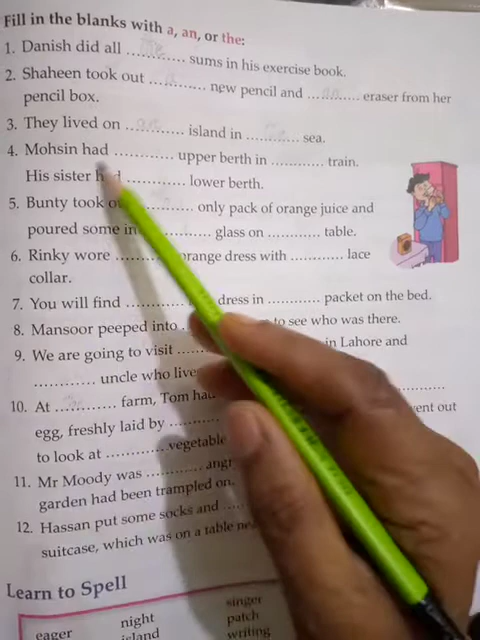 Fill in the blanks with a, an, or the:
1. Danish did all ............ sums in his exercise book.
2. Shaheen took out ............ new pencil and ... an ... eraser from her
pencil box.
3. They lived on ... an ... island in ............ sea.
4. Mohsin had ............ upper berth in ............ train.
His sister ............ lower berth.
5. Bunty took ............ only pack of orange juice and
poured some in ............ glass on ............ table.
6. Rinky wore ............ orange dress with ............ lace
collar.
7. You will find ............ dress in ............ packet on the bed.
8. Mansoor peeped into ... to see who was there.
9. We are going to visit ....... in Lahore and
............ uncle who
10. At ............ farm, Tom ............
egg, freshly laid by ............ out
to look at ............
11. Mr Moody was ............
garden had been trampled on.
12. Hassan put some socks and ....
suitcase, which was on a table
Learn to Spell
eager night singer
island patch
writing